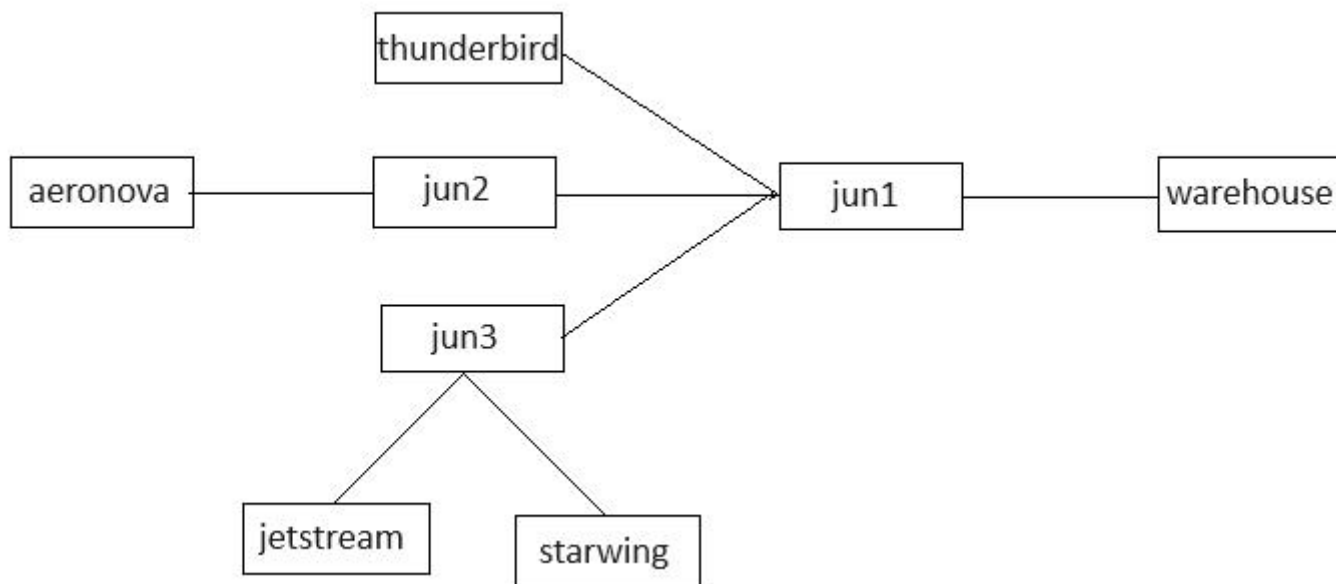 thunderbird
aeronova
jun2
jun1
warehouse
jun3
jetstream
starwing